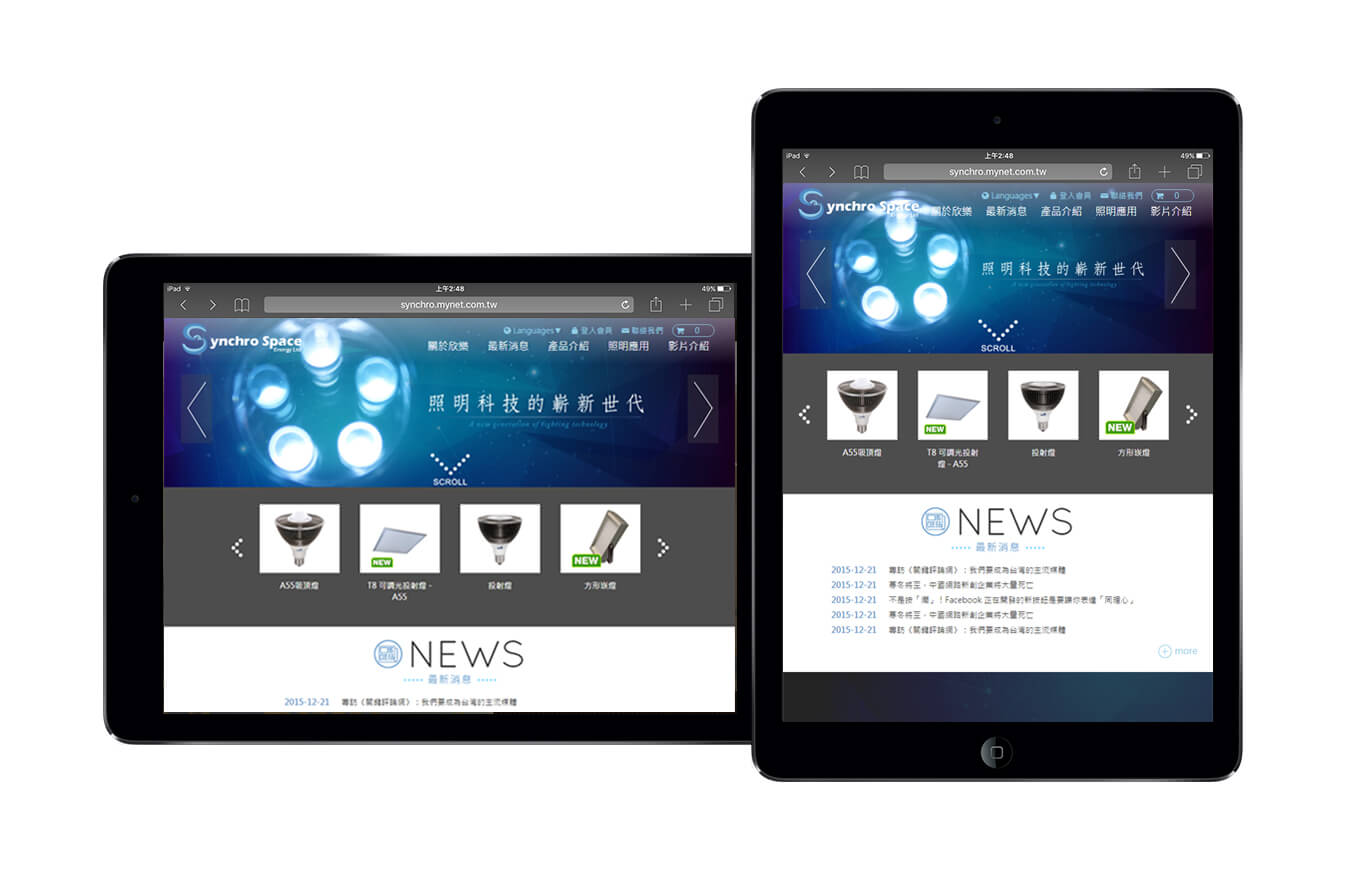 iPad
上午2:48
49%
synchro.mynet.com.tw
Synchro Space
Energy Ltd
Languages▼ 登入會員 聯絡我們 0
關於欣樂 最新消息 產品介紹 照明應用 影片介紹
照明科技的嶄新世代
A new generation of lighting technology
SCROLL
NEW
NEW
A55吸頂燈
T8 可調光投射燈 -
A55
投射燈
方形崁燈
NEWS
最新消息
2015-12-21 專訪《關鍵評論網》：我們要成為台灣的主流媒體
iPad
上午2:48
49%
synchro.mynet.com.tw
Languages▼ 登入會員 聯絡我們 0
Synchro Space
關於欣樂 最新消息 產品介紹 照明應用 影片介紹
照明科技的嶄新世代
A new generation of lighting technology
SCROLL
NEW
NEW
A55吸頂燈
T8 可調光投射
燈 - A55
投射燈
方形崁燈
NEWS
最新消息
2015-12-21 專訪《關鍵評論網》：我們要成為台灣的主流媒體
2015-12-21 寒冬將至，中國網路新創企業將大量死亡
2015-12-21 不是按「讚」！Facebook 正在開發的新按鈕是要讓你表達「同理心」
2015-12-21 寒冬將至，中國網路新創企業將大量死亡
2015-12-21 專訪《關鍵評論網》：我們要成為台灣的主流媒體
more